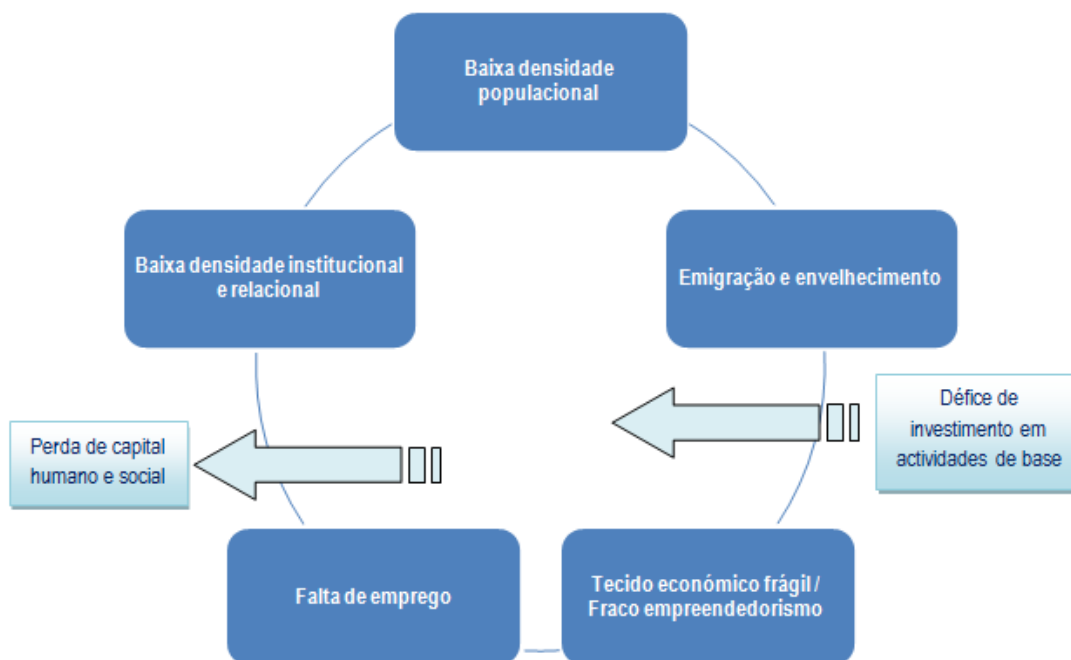 Baixa densidade
populacional
Baixa densidade institucional
e relacional
Emigração e envelhecimento
Défice de
investimento em
actividades de base
Perda de capital
humano e social
Falta de emprego
Tecido económico frágil /
Fraco empreendedorismo